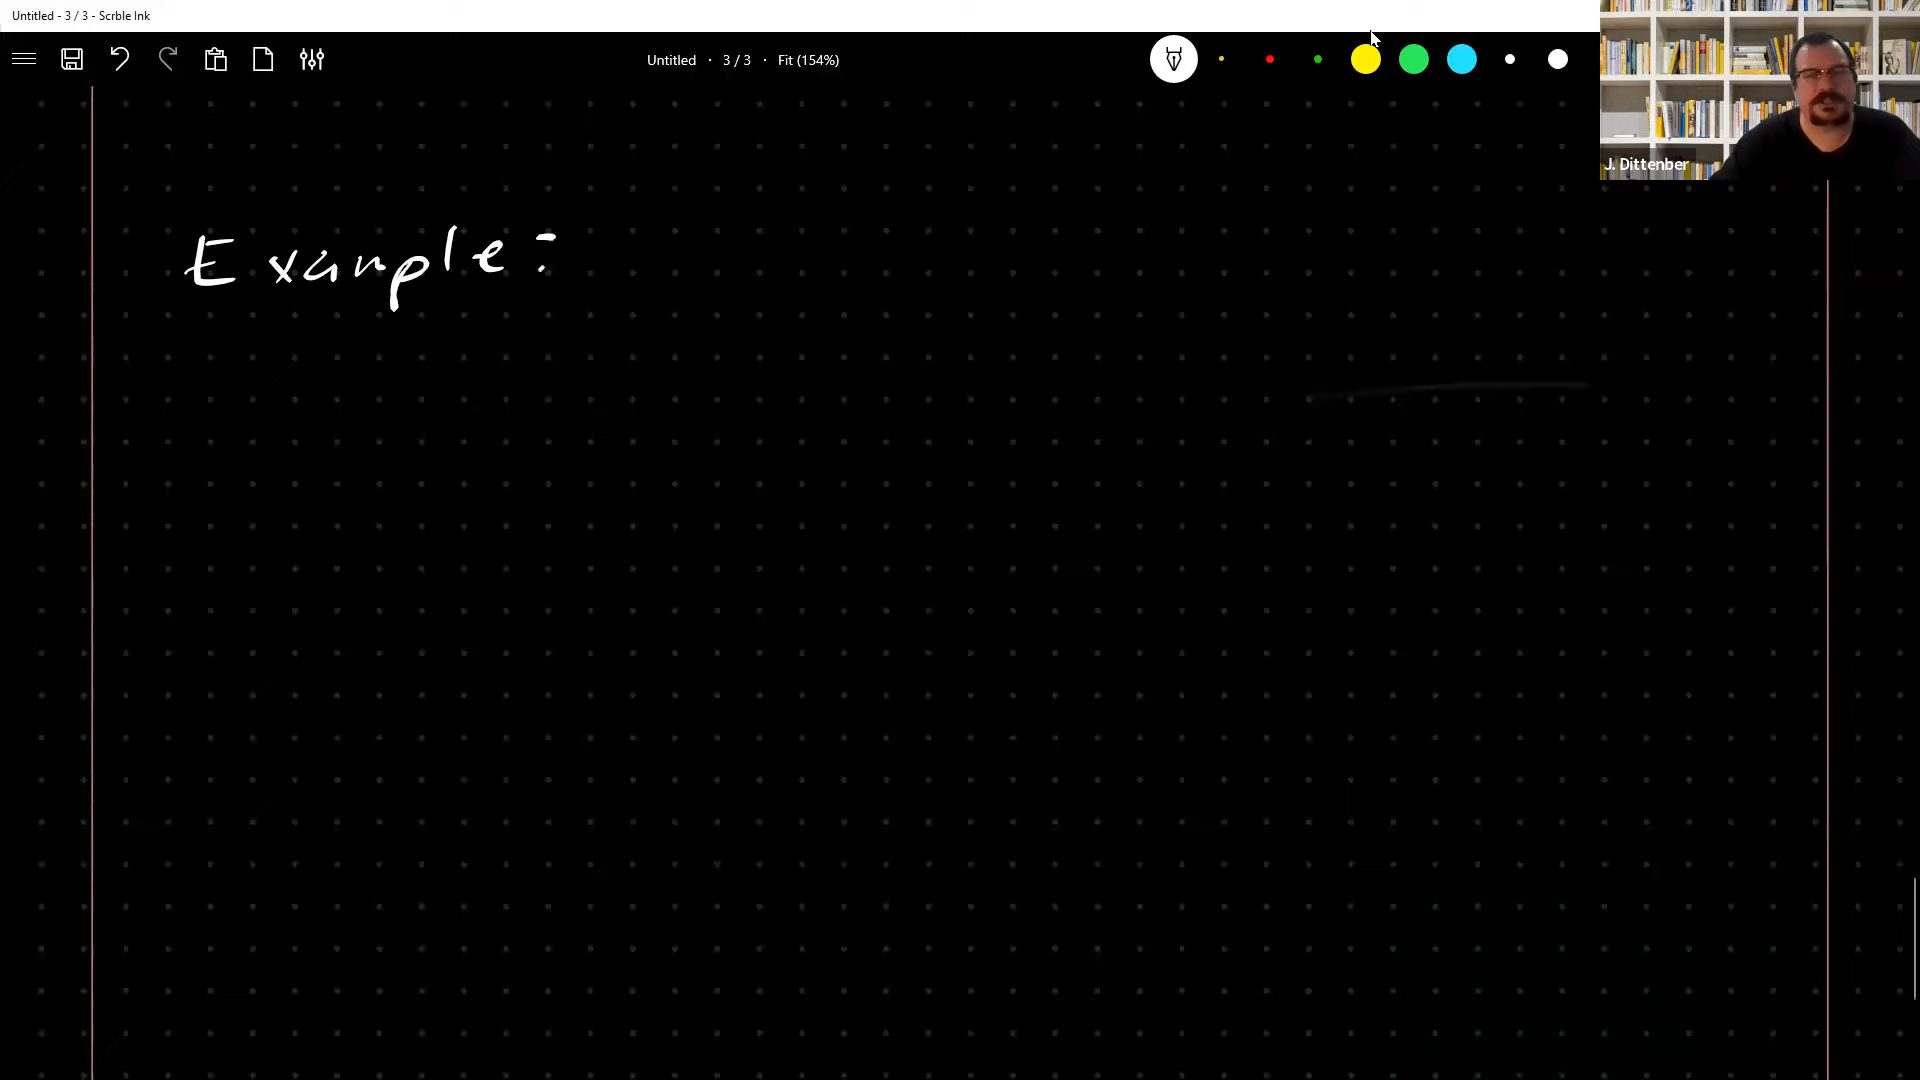 Untitled - 3 / 3 - Scrble Ink
Untitled · 3 / 3 · Fit (154%)
J. Dittenber
Example: